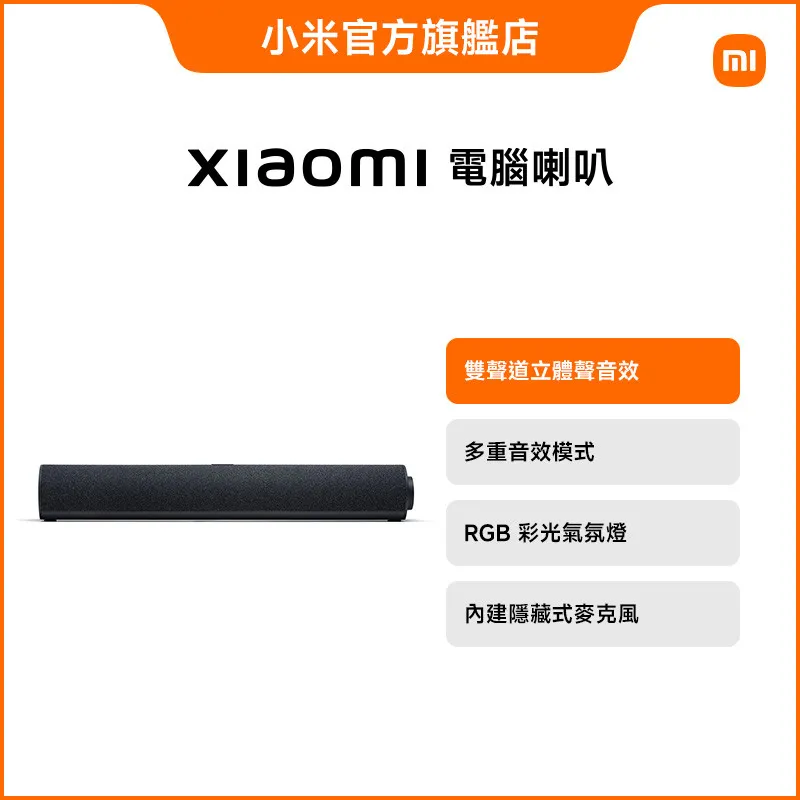 小米官方旗艦店
mi
xiaomi 電腦喇叭
雙聲道立體聲音效
多重音效模式
RGB 彩光氣氛燈
內建隱藏式麥克風